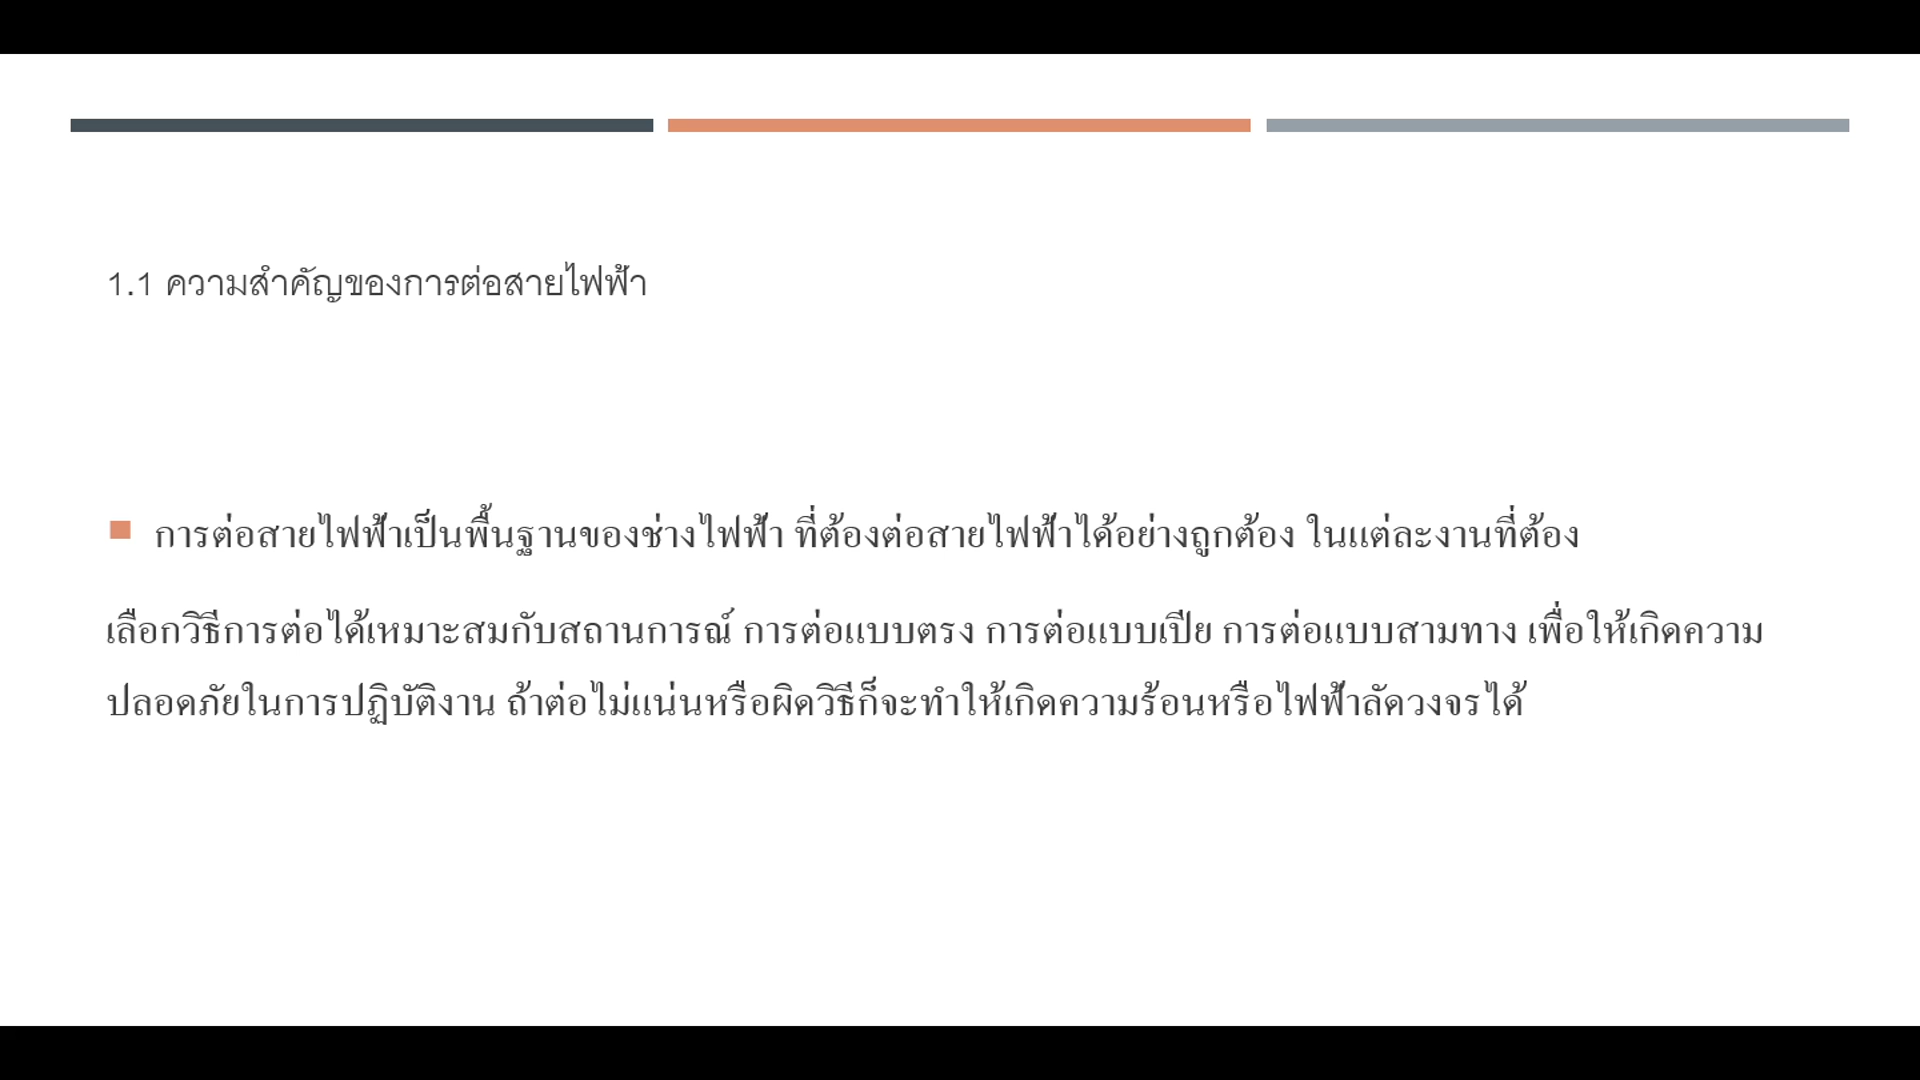 1.1 ความสำคัญของการต่อสายไฟฟ้า
การต่อสายไฟฟ้าเป็นพื้นฐานของช่างไฟฟ้า ที่ต้องต่อสายไฟฟ้าได้อย่างถูกต้อง ในแต่ละงานที่ต้อง
เลือกวิธีการต่อได้เหมาะสมกับสถานการณ์ การต่อแบบตรง การต่อแบบเปีย การต่อแบบสามทาง เพื่อให้เกิดความ
ปลอดภัยในการปฏิบัติงาน ถ้าต่อไม่แน่นหรือผิดวิธีก็จะทำให้เกิดความร้อนหรือไฟฟ้าลัดวงจรได้